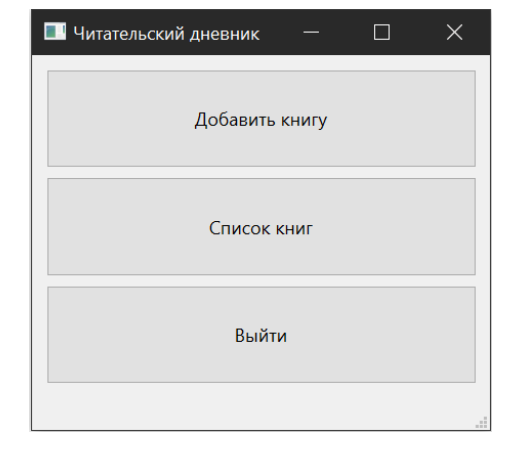 Читательский дневник
Добавить книгу
Список книг
Выйти